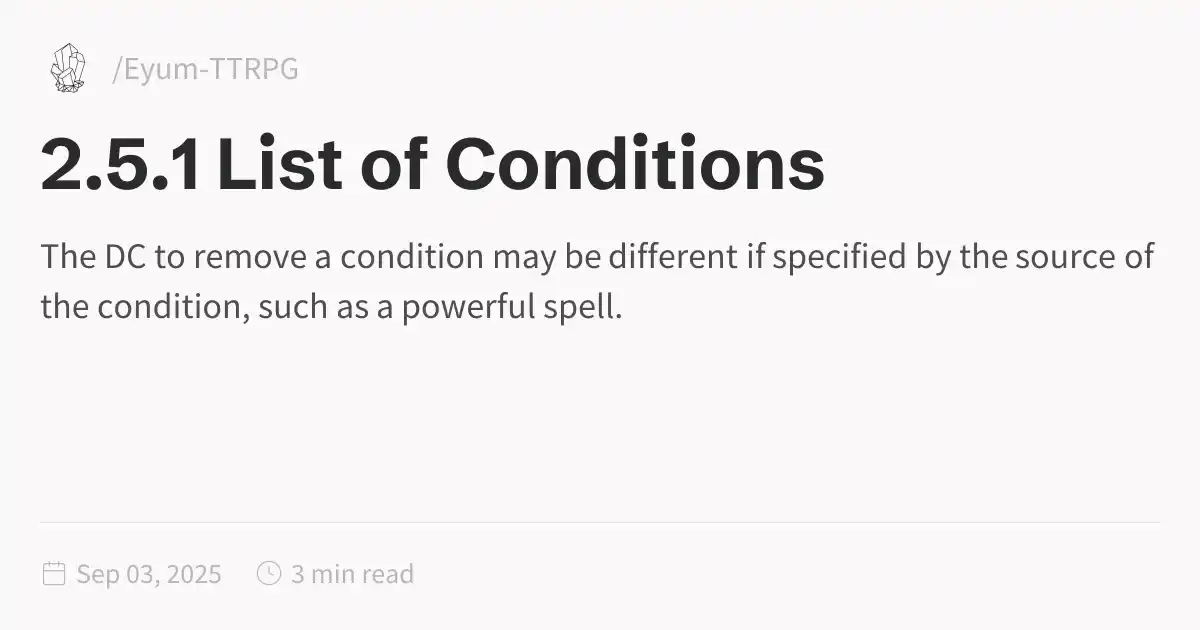 /Eyum-TTRPG
2.5.1 List of Conditions
The DC to remove a condition may be different if specified by the source of
the condition, such as a powerful spell.
Sep 03, 2025 3 min read